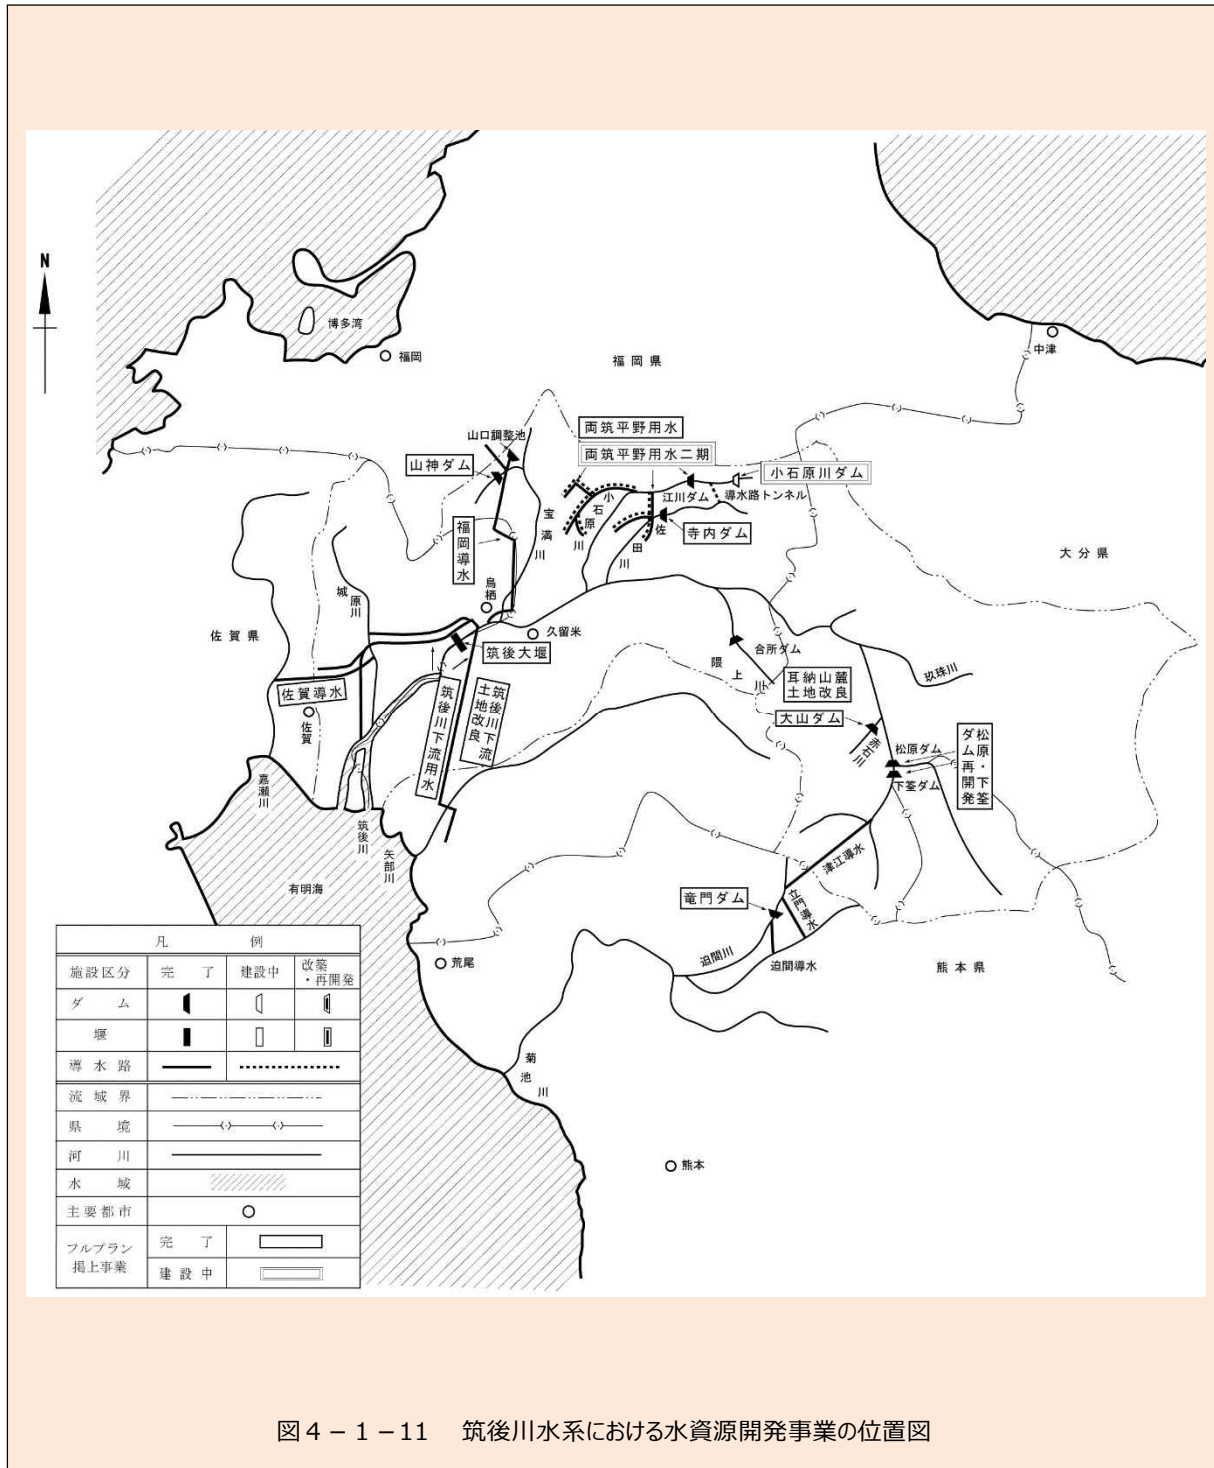 N
博多湾
福岡
福岡県
中津
山口調整池
両筑平野用水
両筑平野用水二期
山神ダム
小石原川ダム
江川ダム
導水路トンネル
小石原川
宝満川
佐田川
寺内ダム
福岡導水
大分県
鳥栖
城原川
佐賀県
久留米
筑後大堰
合所ダム
隈上川
耳納山麓
土地改良
玖珠川
佐賀導水
佐賀
筑後川下流用水
筑後川下流
土地改良
大山ダム
赤石川
松原ダム
下筌ダム
松原・下筌
ダム再開発
嘉瀬川
筑後川
矢部川
有明海
津江導水
竜門ダム
立門導水
迫間川
迫間導水
荒尾
熊本県
菊池川
熊本
凡例
施設区分 完了 建設中 改築・再開発
ダム
堰
導水路
流域界
県境
河川
水域
主要都市
フルプラン掲上事業 完了
建設中
図4-1-11 筑後川水系における水資源開発事業の位置図